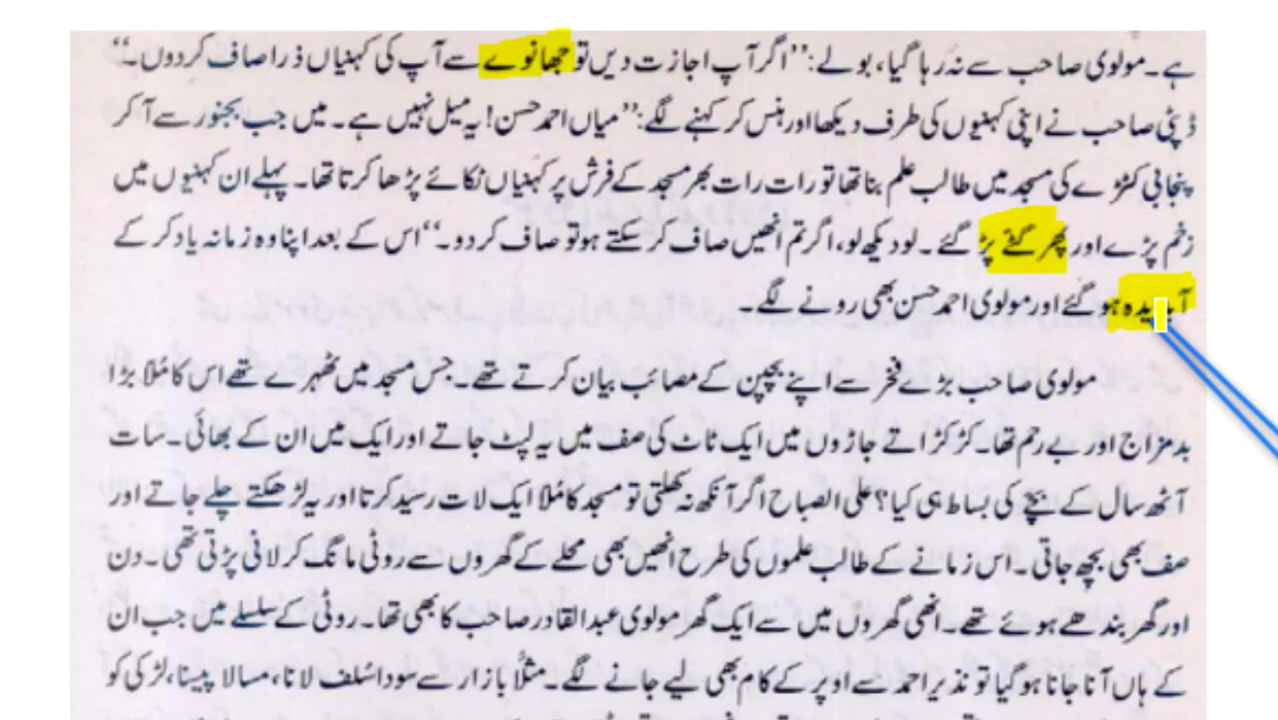 ہے۔ مولوی صاحب سے نہ رہا گیا، بولے: ”اگر آپ اجازت دیں تو جھانوے سے آپ کی کہنیاں ذرا صاف کردوں۔“
ڈپٹی صاحب نے اپنی کہنیوں کی طرف دیکھا اور ہنس کر کہنے لگے: ”میاں احمد حسن! یہ میل نہیں ہے۔ میں جب بجنور سے آ کر
پنجابی کٹڑے کی مسجد میں طالب علم بنا تھا تو رات رات بھر مسجد کے فرش پر کہنیاں ٹکائے پڑھا کرتا تھا۔ پہلے ان کہنیوں میں
زخم پڑے اور پھر گٹے پڑ گئے۔ لو دیکھ لو، اگر تم انھیں صاف کر سکتے ہو تو صاف کر دو۔“ اس کے بعد اپنا وہ زمانہ یاد کر کے
آبدیدہ ہو گئے اور مولوی احمد حسن بھی رونے لگے۔
مولوی صاحب بڑے فخر سے اپنے بچپن کے مصائب بیان کرتے تھے۔ جس مسجد میں ٹھہرے تھے اس کا مُلا بڑا
بدمزاج اور بے رحم تھا۔ کڑکڑاتے جاڑوں میں ایک ٹاٹ کی صف میں یہ لپٹ جاتے اور ایک میں ان کے بھائی۔ سات
آٹھ سال کے بچے کی بساط ہی کیا؟ علی الصباح اگر آنکھ نہ کھلتی تو مسجد کا مُلا ایک لات رسید کرتا اور یہ لڑھکتے چلے جاتے اور
صف بھی بچھ جاتی۔ اس زمانے کے طالب علموں کی طرح انھیں بھی محلے کے گھروں سے روٹی مانگ کر لانی پڑتی تھی۔ دن
اور گھر بندھے ہوئے تھے۔ انھی گھروں میں سے ایک گھر مولوی عبدالقادر صاحب کا بھی تھا۔ روٹی کے سلسلے میں جب ان
کے ہاں آنا جانا ہو گیا تو نذیر احمد سے اوپر کے کام بھی لیے جانے لگے۔ مثلاً بازار سے سودا سُلف لانا، مسالا پیسنا، لڑکی کو